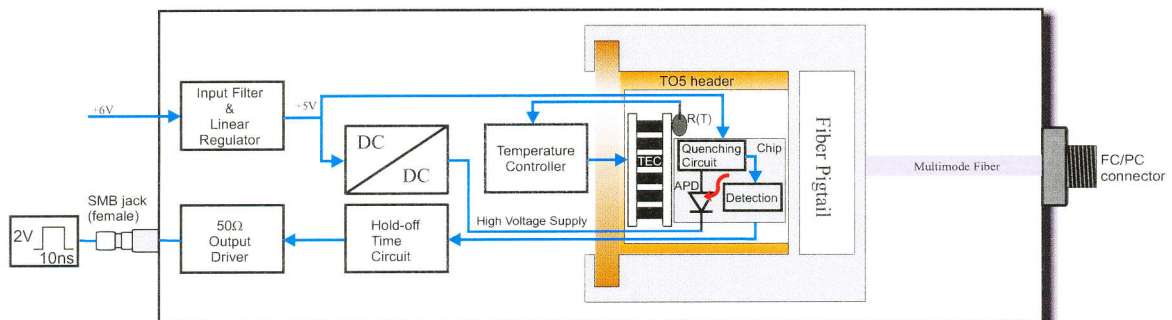 +6V
Input Filter
&
Linear
Regulator
+5V
DC
DC
Temperature
Controller
TO5 header
R(T)
TEC
Chip
Quenching
Circuit
APD
Detection
Fiber Pigtail
Multimode Fiber
FC/PC
connector
SMB jack
(female)
2V
10ns
50Ω
Output
Driver
Hold-off
Time
Circuit
High Voltage Supply